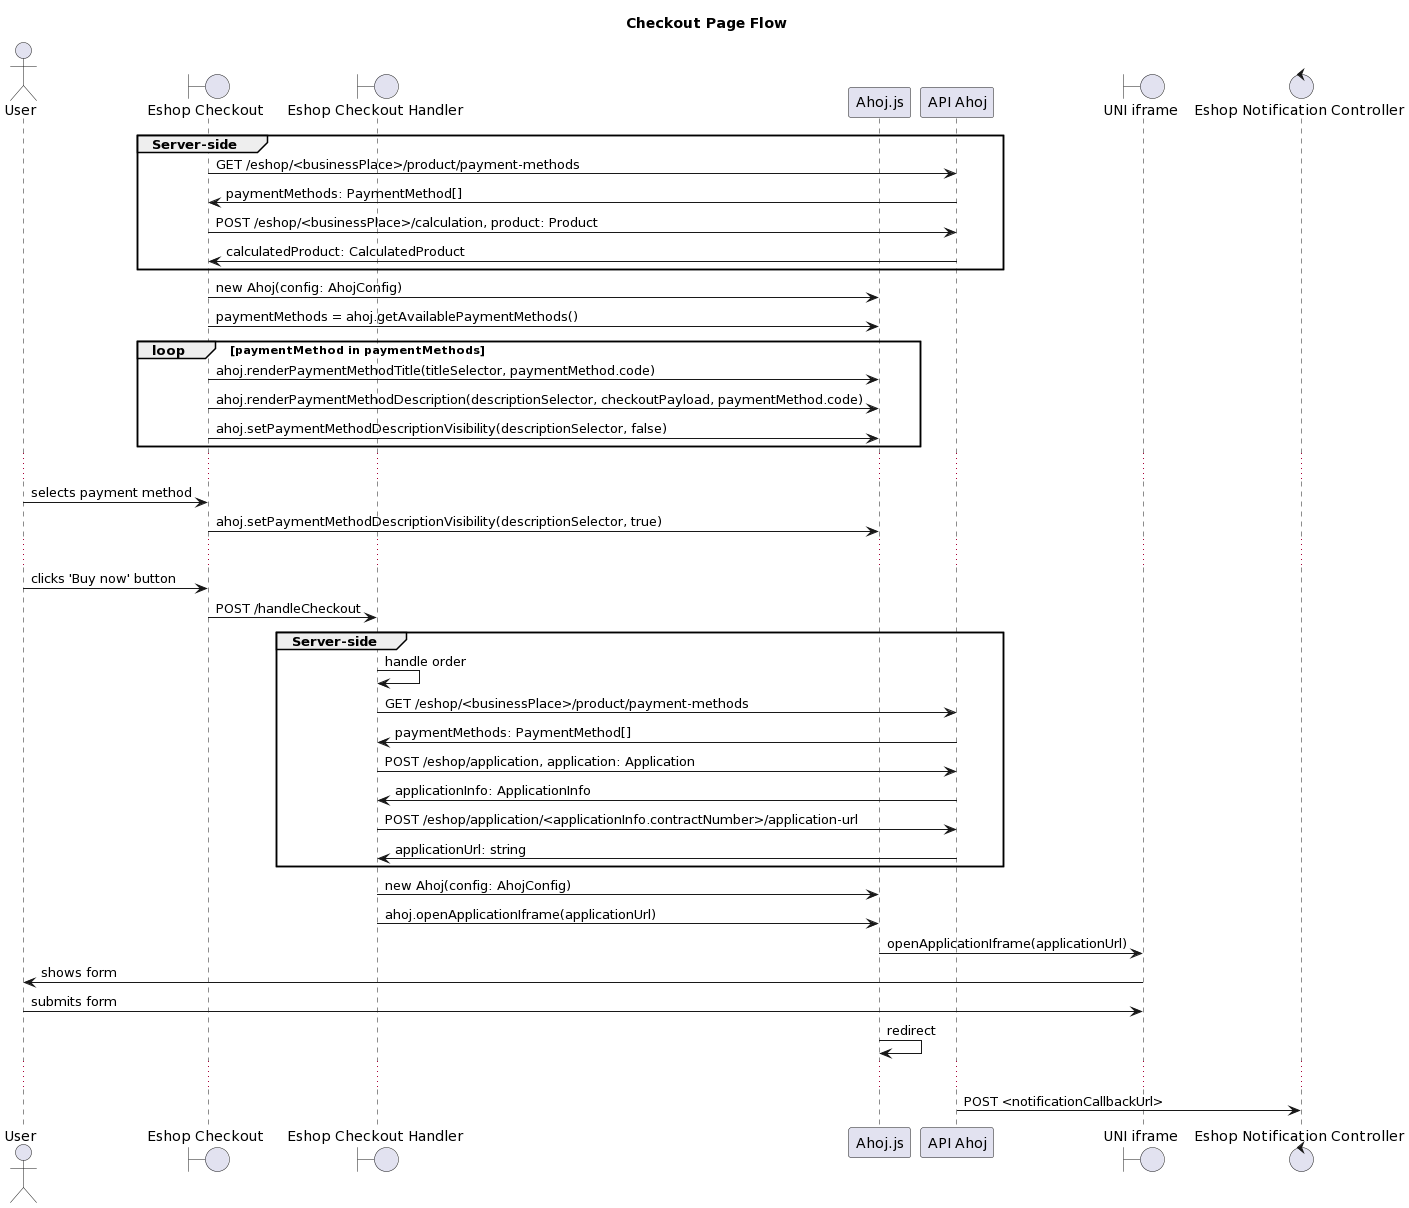 Checkout Page Flow
User
Eshop Checkout
Eshop Checkout Handler
Ahoj.js
API Ahoj
UNI iframe
Eshop Notification Controller
Server-side
GET /eshop/<businessPlace>/product/payment-methods
paymentMethods: PaymentMethod[]
POST /eshop/<businessPlace>/calculation, product: Product
calculatedProduct: CalculatedProduct
new Ahoj(config: AhojConfig)
paymentMethods = ahoj.getAvailablePaymentMethods()
loop [paymentMethod in paymentMethods]
ahoj.renderPaymentMethodTitle(titleSelector, paymentMethod.code)
ahoj.renderPaymentMethodDescription(descriptionSelector, checkoutPayload, paymentMethod.code)
ahoj.setPaymentMethodDescriptionVisibility(descriptionSelector, false)
selects payment method
ahoj.setPaymentMethodDescriptionVisibility(descriptionSelector, true)
clicks 'Buy now' button
POST /handleCheckout
Server-side
handle order
GET /eshop/<businessPlace>/product/payment-methods
paymentMethods: PaymentMethod[]
POST /eshop/application, application: Application
applicationInfo: ApplicationInfo
POST /eshop/application/<applicationInfo.contractNumber>/application-url
applicationUrl: string
new Ahoj(config: AhojConfig)
ahoj.openApplicationIframe(applicationUrl)
openApplicationIframe(applicationUrl)
shows form
submits form
redirect
POST <notificationCallbackUrl>
User
Eshop Checkout
Eshop Checkout Handler
Ahoj.js
API Ahoj
UNI iframe
Eshop Notification Controller